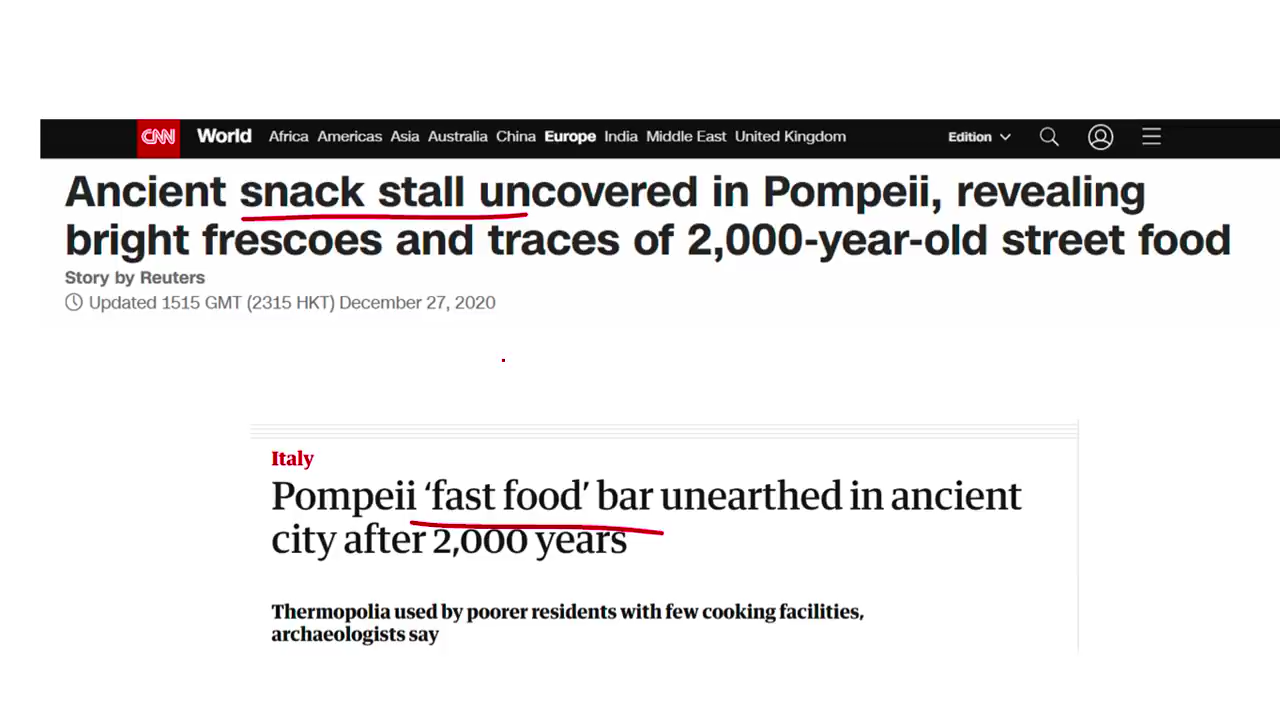 CNN World Africa Americas Asia Australia China Europe India Middle East United Kingdom Edition
Ancient snack stall uncovered in Pompeii, revealing
bright frescoes and traces of 2,000-year-old street food
Story by Reuters
Updated 1515 GMT (2315 HKT) December 27, 2020
Italy
Pompeii ‘fast food’ bar unearthed in ancient
city after 2,000 years
Thermopolia used by poorer residents with few cooking facilities,
archaeologists say